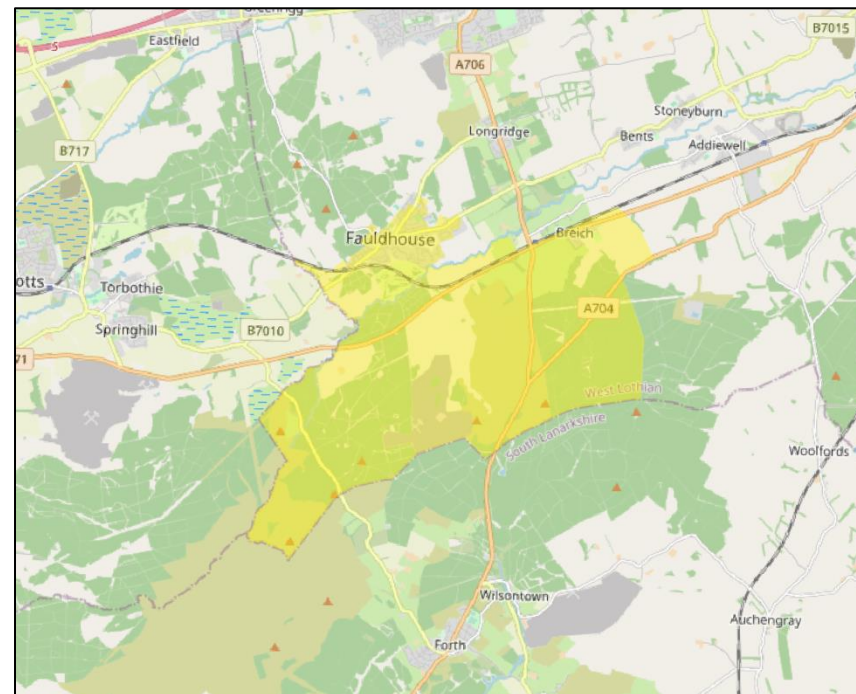 Greenrigg
Eastfield
B7015
A706
Longridge
Stoneyburn
Bents
Addiewell
B717
Fauldhouse
Breich
otts
Torbothie
Springhill
B7010
A704
71
West Lothian
South Lanarkshire
Woolfords
Wilsontown
Auchengray
Forth